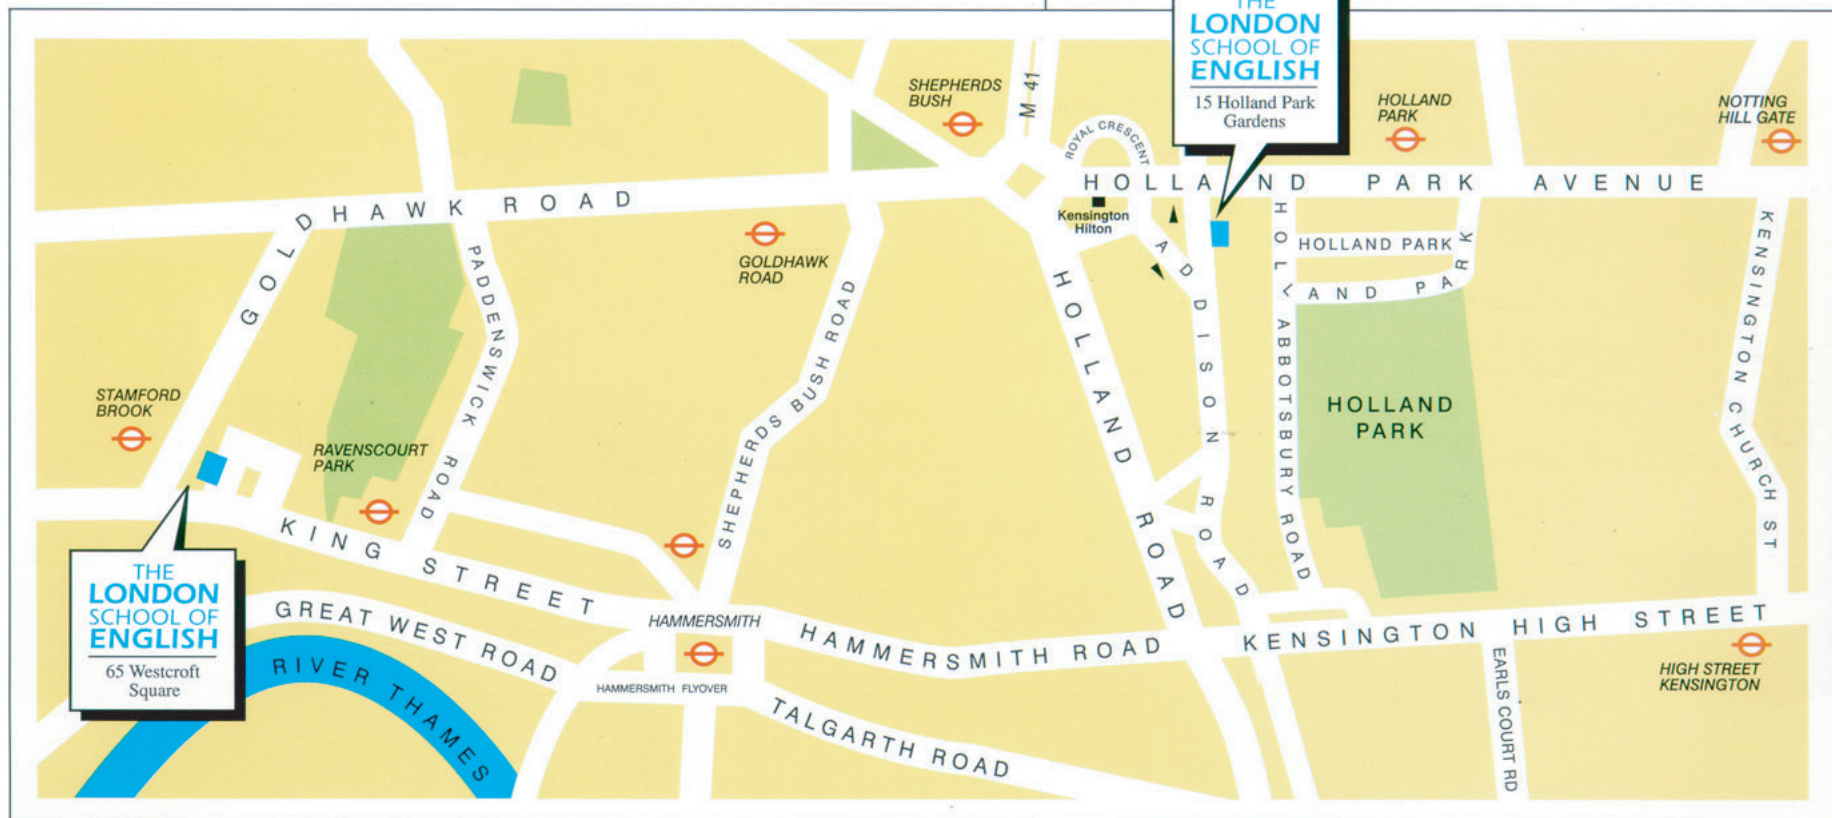 THE
LONDON
SCHOOL OF
ENGLISH
15 Holland Park
Gardens
SHEPHERDS
BUSH
M 41
HOLLAND
PARK
NOTTING
HILL GATE
ROYAL CRESCENT
HOLLAND PARK AVENUE
Kensington
Hilton
GOLDHAWK ROAD
GOLDHAWK
ROAD
PADDENSWICK ROAD
SHEPHERDS BUSH ROAD
HOLLAND ROAD
ADDISON ROAD
HOLLAND PARK
HOLLAND PARK
ABBOTSBURY ROAD
HOLLAND
PARK
KENSINGTON CHURCH ST
STAMFORD
BROOK
RAVENSCOURT
PARK
KING STREET
THE
LONDON
SCHOOL OF
ENGLISH
65 Westcroft
Square
GREAT WEST ROAD
RIVER THAMES
HAMMERSMITH
HAMMERSMITH FLYOVER
HAMMERSMITH ROAD
TALGARTH ROAD
KENSINGTON HIGH STREET
EARLS COURT RD
HIGH STREET
KENSINGTON